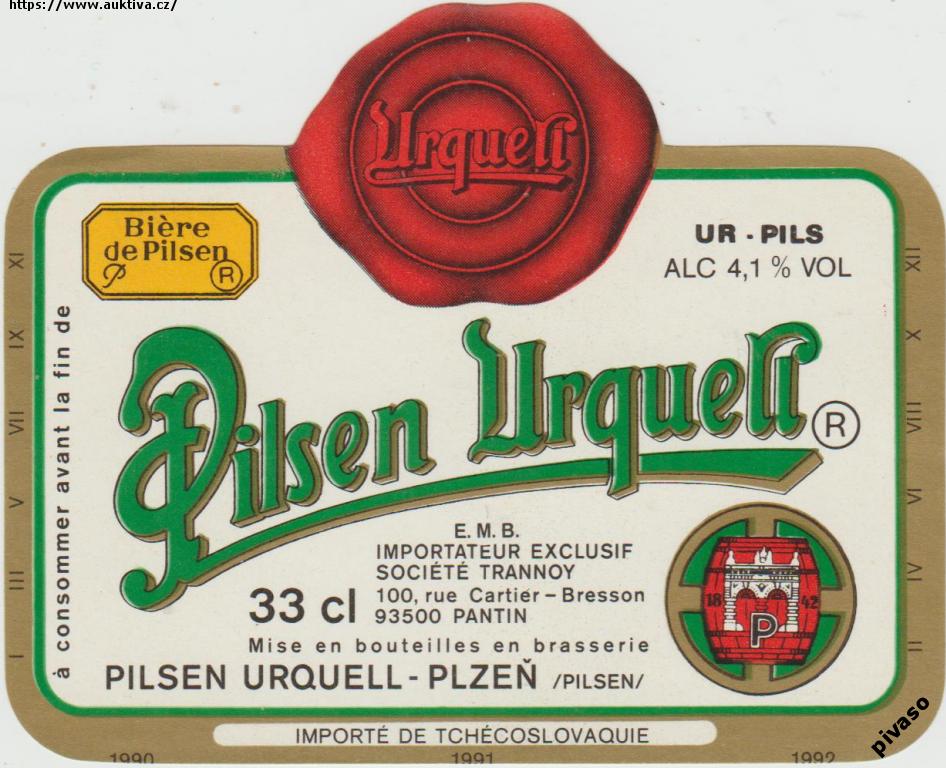 https://www.auktiva.cz/
Urquell
Bière
de Pilsen
P ®
UR - PILS
ALC 4,1 % VOL
à consommer avant la fin de
Pilsen Urquell ®
E. M. B.
IMPORTATEUR EXCLUSIF
SOCIÉTÉ TRANNOY
33 cl
100, rue Cartier – Bresson
93500 PANTIN
Mise en bouteilles en brasserie
PILSEN URQUELL - PLZEŇ /PILSEN/
18 42
P
IMPORTÉ DE TCHÉCOSLOVAQUIE
I III V VII IX XI
II IV VI VIII X XII
1990 1991 1992
pivaso